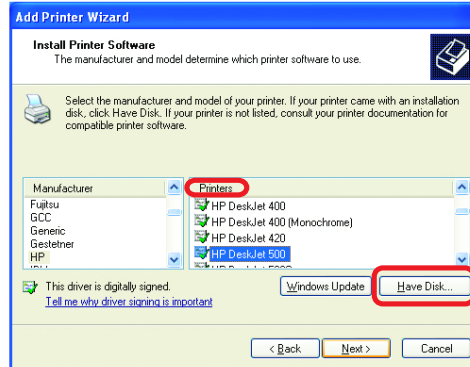 Add Printer Wizard
Install Printer Software
The manufacturer and model determine which printer software to use.
Select the manufacturer and model of your printer. If your printer came with an installation
disk, click Have Disk. If your printer is not listed, consult your printer documentation for
compatible printer software.
Manufacturer
Fujitsu
GCC
Generic
Gestetner
HP
Printers
HP DeskJet 400
HP DeskJet 400 (Monochrome)
HP DeskJet 420
HP DeskJet 500
This driver is digitally signed.
Tell me why driver signing is important
Windows Update
Have Disk...
< Back
Next >
Cancel